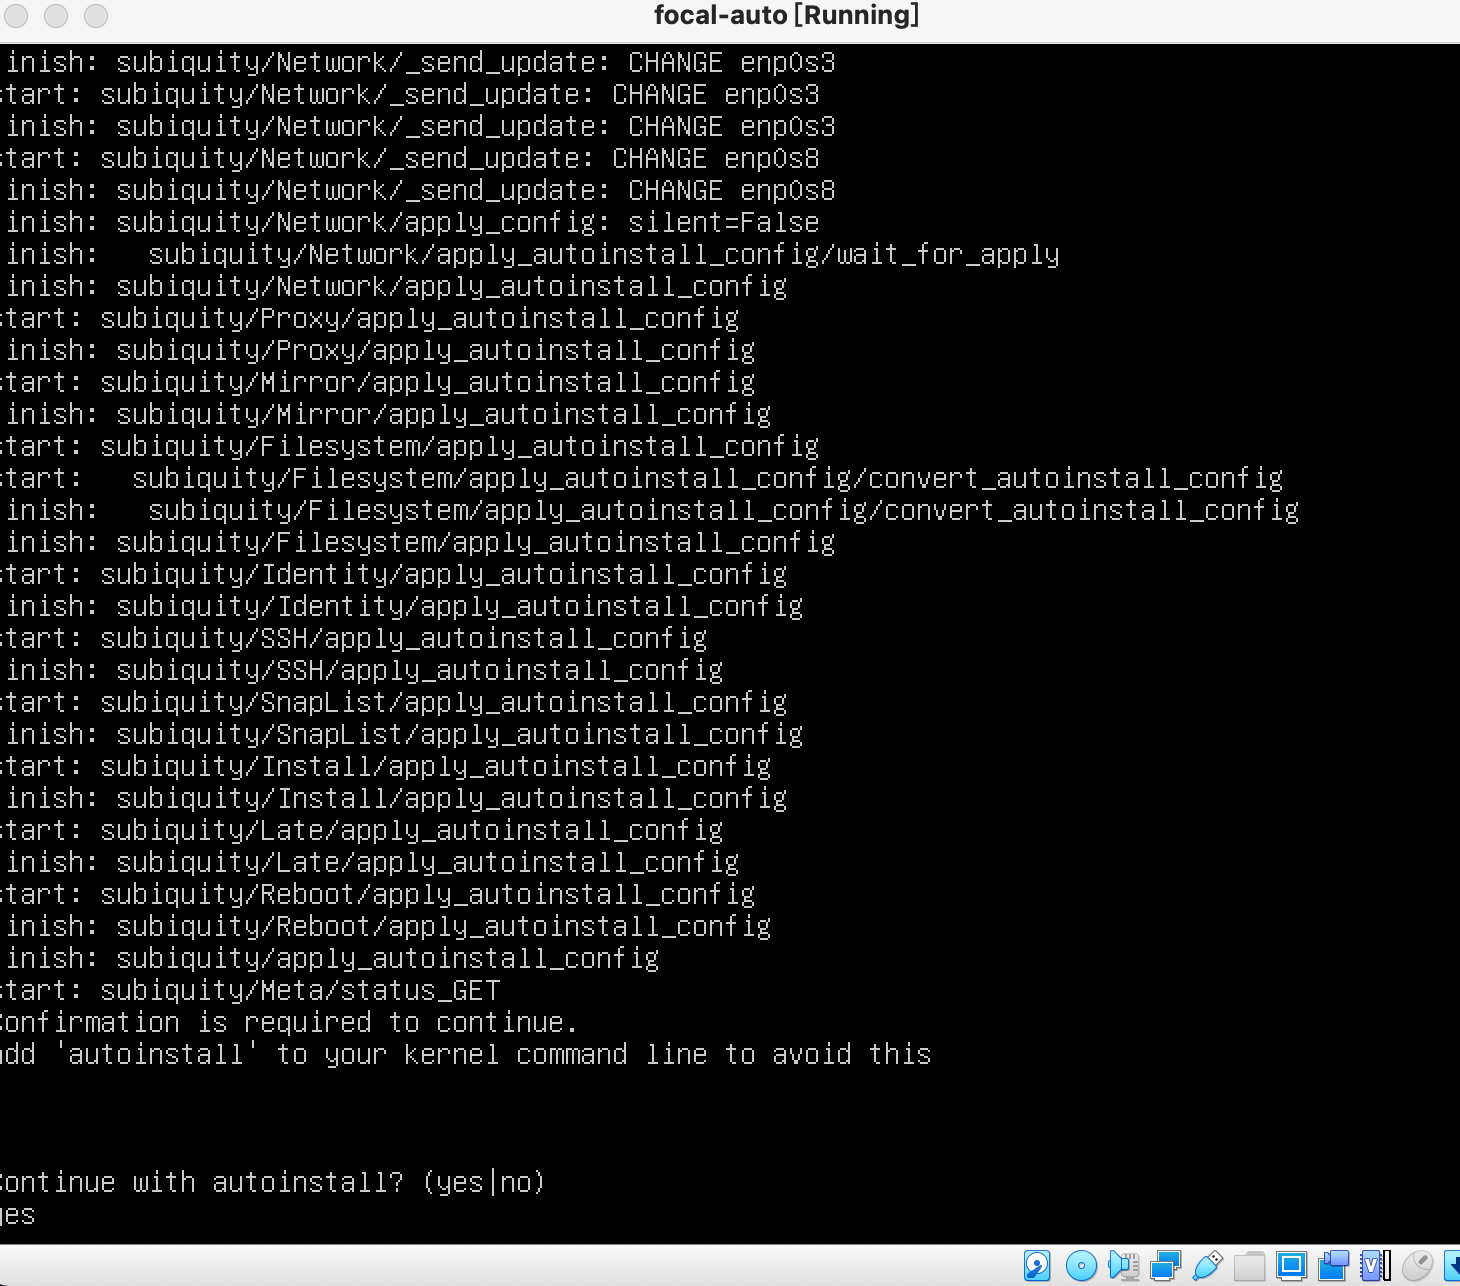 focal-auto [Running]
inish: subiquity/Network/_send_update: CHANGE enp0s3
tart: subiquity/Network/_send_update: CHANGE enp0s3
inish: subiquity/Network/_send_update: CHANGE enp0s3
tart: subiquity/Network/_send_update: CHANGE enp0s8
inish: subiquity/Network/_send_update: CHANGE enp0s8
inish: subiquity/Network/apply_config: silent=False
inish:   subiquity/Network/apply_autoinstall_config/wait_for_apply
inish: subiquity/Network/apply_autoinstall_config
tart: subiquity/Proxy/apply_autoinstall_config
inish: subiquity/Proxy/apply_autoinstall_config
tart: subiquity/Mirror/apply_autoinstall_config
inish: subiquity/Mirror/apply_autoinstall_config
tart: subiquity/Filesystem/apply_autoinstall_config
tart:   subiquity/Filesystem/apply_autoinstall_config/convert_autoinstall_config
inish:   subiquity/Filesystem/apply_autoinstall_config/convert_autoinstall_config
inish: subiquity/Filesystem/apply_autoinstall_config
tart: subiquity/Identity/apply_autoinstall_config
inish: subiquity/Identity/apply_autoinstall_config
tart: subiquity/SSH/apply_autoinstall_config
inish: subiquity/SSH/apply_autoinstall_config
tart: subiquity/SnapList/apply_autoinstall_config
inish: subiquity/SnapList/apply_autoinstall_config
tart: subiquity/Install/apply_autoinstall_config
inish: subiquity/Install/apply_autoinstall_config
tart: subiquity/Late/apply_autoinstall_config
inish: subiquity/Late/apply_autoinstall_config
tart: subiquity/Reboot/apply_autoinstall_config
inish: subiquity/Reboot/apply_autoinstall_config
inish: subiquity/apply_autoinstall_config
tart: subiquity/Meta/status_GET
onfirmation is required to continue.
dd 'autoinstall' to your kernel command line to avoid this
ontinue with autoinstall? (yes|no)
yes